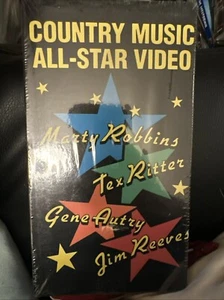 COUNTRY MUSIC
ALL-STAR VIDEO
Marty Robbins
Tex Ritter
Gene Autry
Jim Reeves